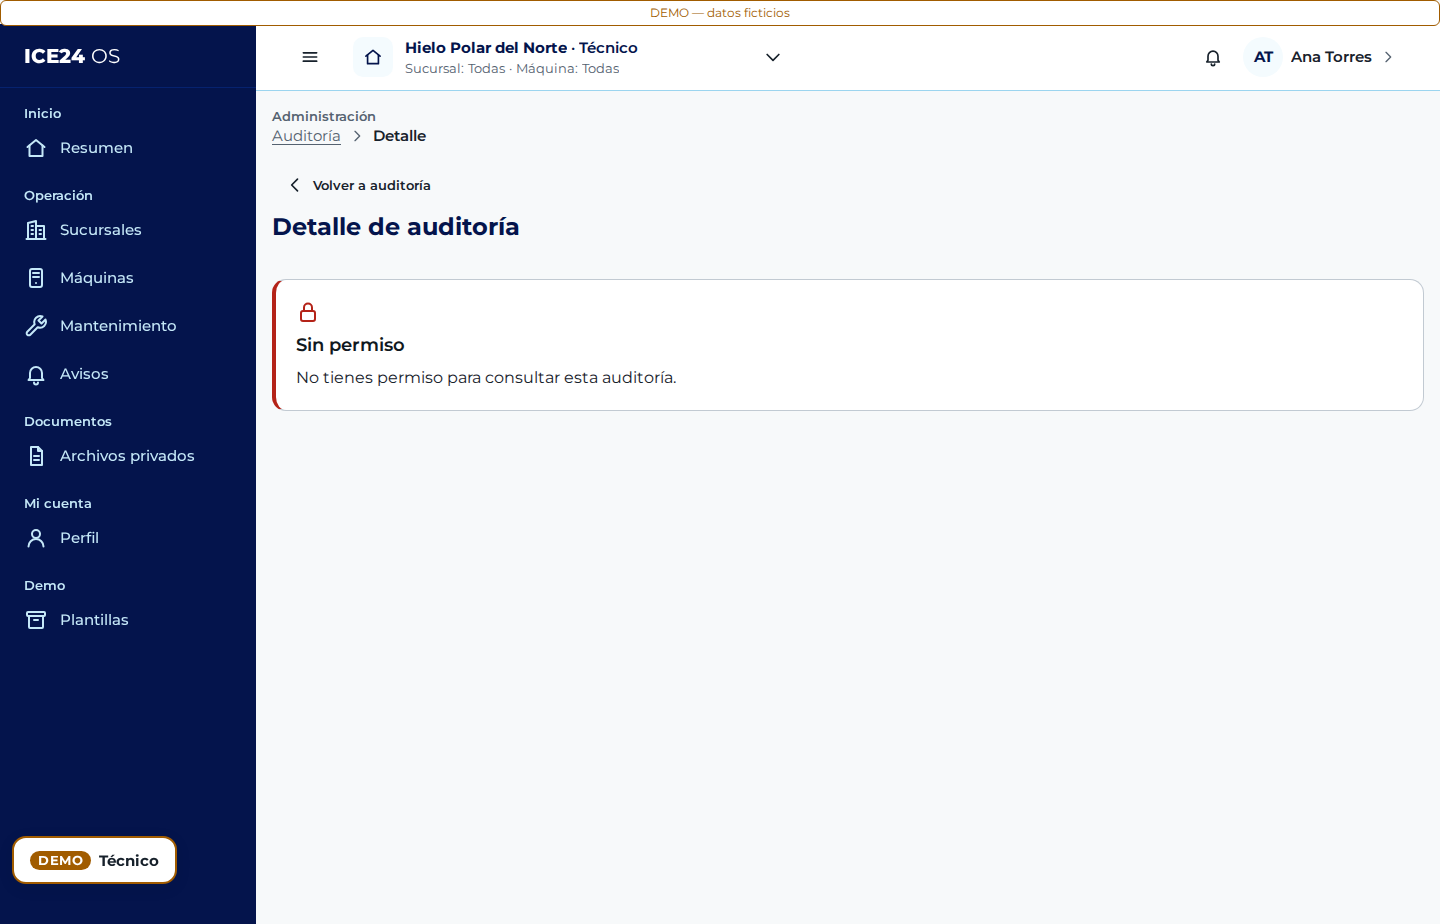 DEMO — datos ficticios
ICE24 OS
Hielo Polar del Norte · Técnico
Sucursal: Todas · Máquina: Todas
AT Ana Torres
Inicio
Resumen
Operación
Sucursales
Máquinas
Mantenimiento
Avisos
Documentos
Archivos privados
Mi cuenta
Perfil
Demo
Plantillas
DEMO Técnico
Administración
Auditoría Detalle
Volver a auditoría
Detalle de auditoría
Sin permiso
No tienes permiso para consultar esta auditoría.